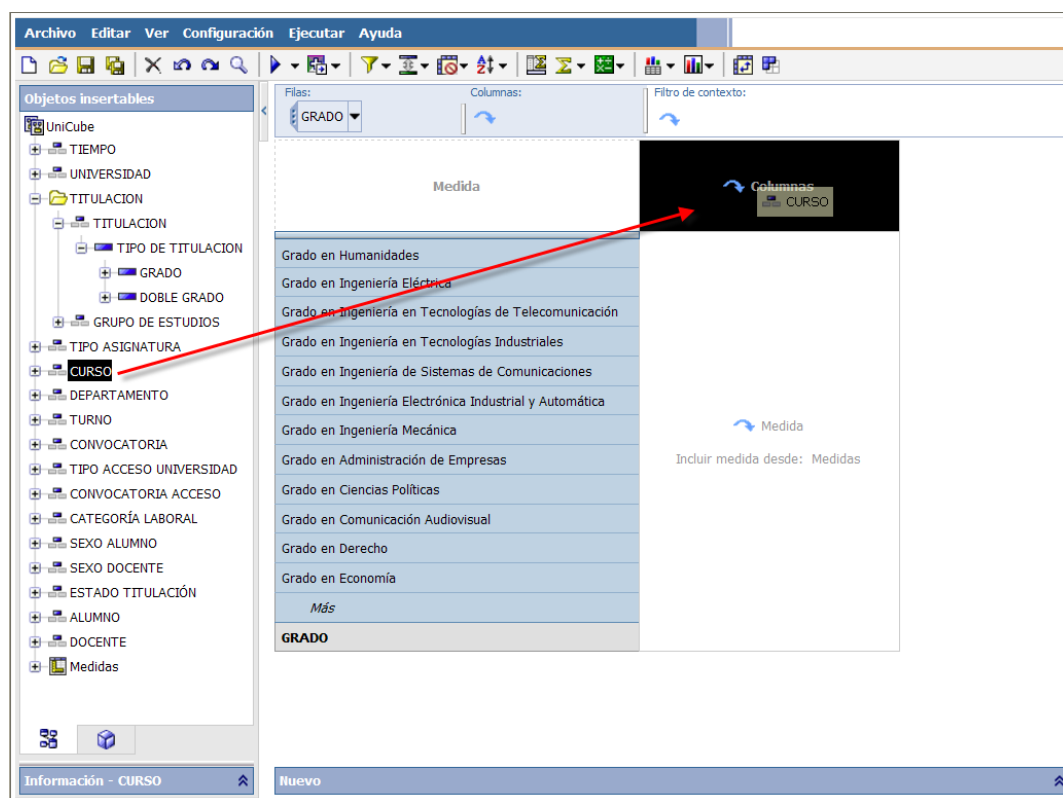 Archivo Editar Ver Configuración Ejecutar Ayuda
Objetos insertables
UniCube
TIEMPO
UNIVERSIDAD
TITULACION
TITULACION
TIPO DE TITULACION
GRADO
DOBLE GRADO
GRUPO DE ESTUDIOS
TIPO ASIGNATURA
CURSO
DEPARTAMENTO
TURNO
CONVOCATORIA
TIPO ACCESO UNIVERSIDAD
CONVOCATORIA ACCESO
CATEGORÍA LABORAL
SEXO ALUMNO
SEXO DOCENTE
ESTADO TITULACIÓN
ALUMNO
DOCENTE
Medidas
Información - CURSO
Filas:
GRADO
Columnas:
Filtro de contexto:
Medida
Columnas
CURSO
Grado en Humanidades
Grado en Ingeniería Eléctrica
Grado en Ingeniería en Tecnologías de Telecomunicación
Grado en Ingeniería en Tecnologías Industriales
Grado en Ingeniería de Sistemas de Comunicaciones
Grado en Ingeniería Electrónica Industrial y Automática
Grado en Ingeniería Mecánica
Grado en Administración de Empresas
Grado en Ciencias Políticas
Grado en Comunicación Audiovisual
Grado en Derecho
Grado en Economía
Más
GRADO
Medida
Incluir medida desde: Medidas
Nuevo